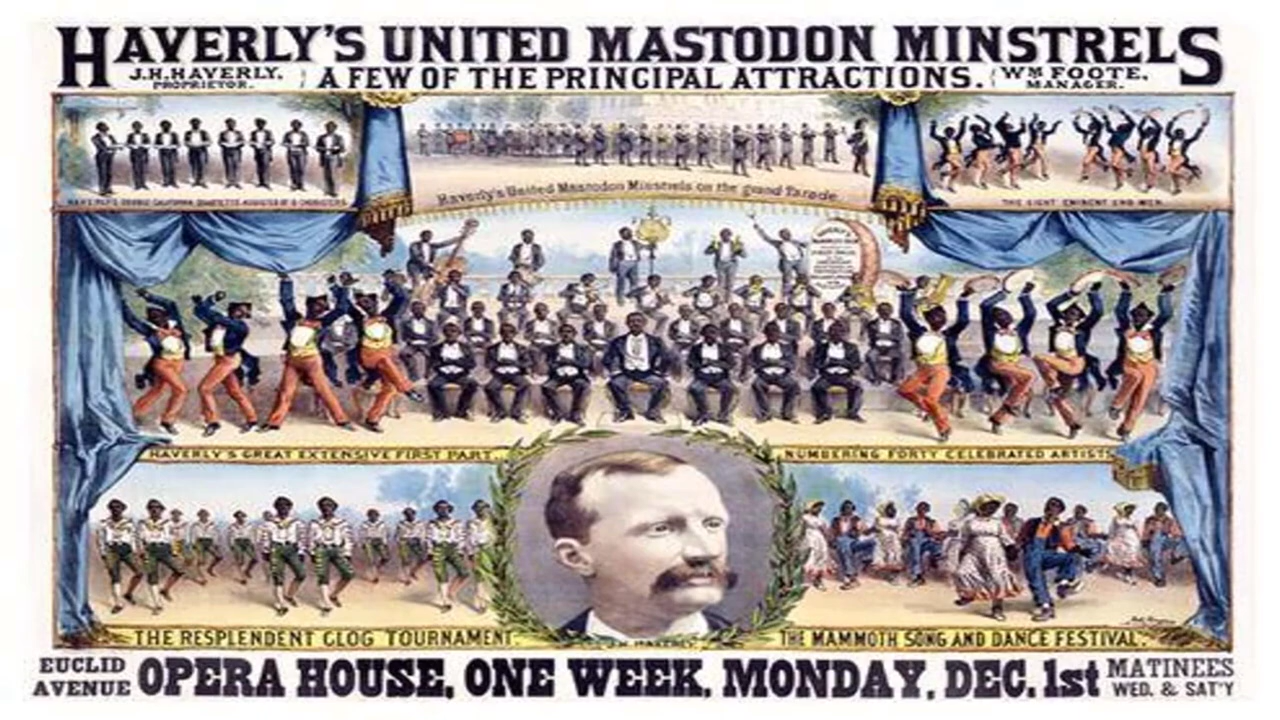 HAVERLY'S UNITED MASTODON MINSTRELS
J.H. HAVERLY, PROPRIETOR.
A FEW OF THE PRINCIPAL ATTRACTIONS.
WM FOOTE, MANAGER.
Haverly's United Mastodon Minstrels on the grand Parade
THE EIGHT EMINENT END MEN
HAVERLY'S GREAT EXTENSIVE FIRST PART
NUMBERING FORTY CELEBRATED ARTISTS
THE RESPLENDENT CLOG TOURNAMENT.
THE MAMMOTH SONG AND DANCE FESTIVAL.
EUCLID AVENUE
OPERA HOUSE, ONE WEEK, MONDAY, DEC. 1st
MATINEES
WED. & SAT'Y